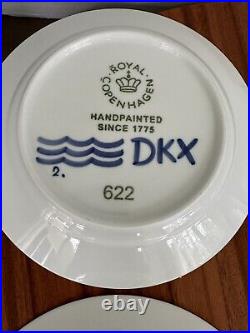 ROYAL
COPENHAGEN
HANDPAINTED
SINCE 1775
DKX
2.
622